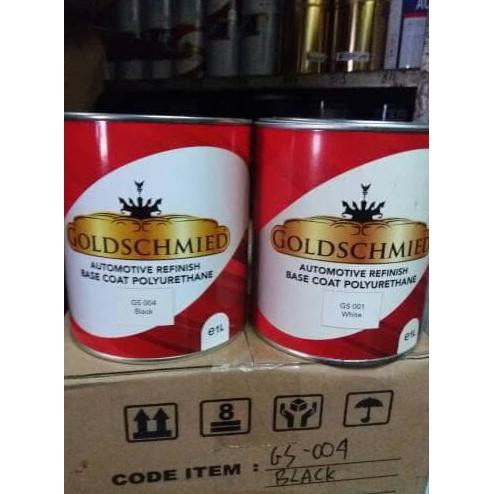 GOLDSCHMIED
AUTOMOTIVE REFINISH
BASE COAT POLYURETHANE
GS 004
Black
e1L
GOLDSCHMIED
AUTOMOTIVE REFINISH
BASE COAT POLYURETHANE
GS 001
White
e1L
8
CODE ITEM : GS-004
BLACK